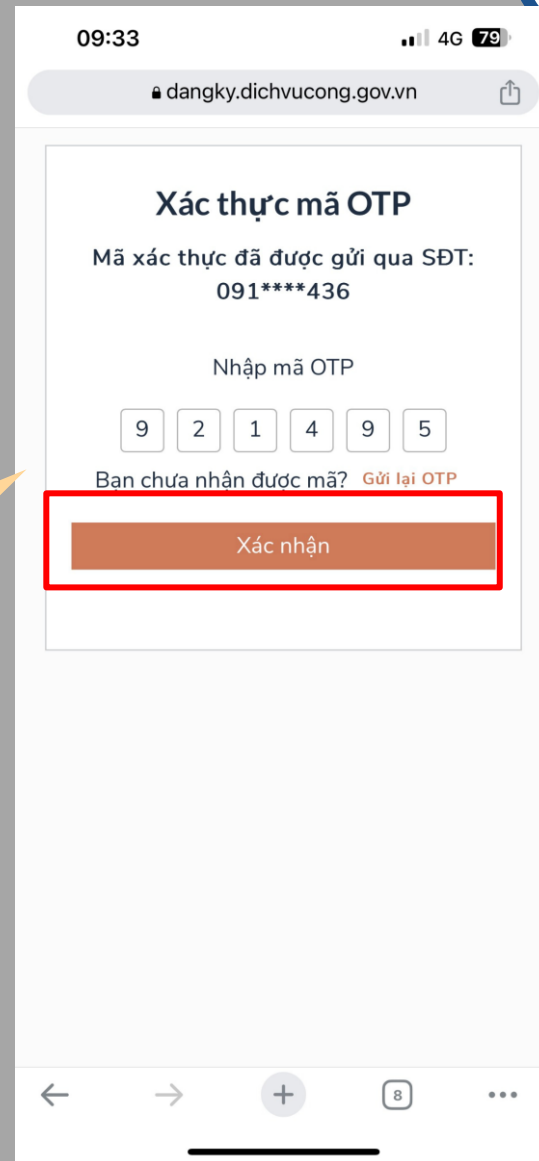 09:33 4G 79
dangky.dichvucong.gov.vn
Xác thực mã OTP
Mã xác thực đã được gửi qua SĐT:
091****436
Nhập mã OTP
9 2 1 4 9 5
Bạn chưa nhận được mã? Gửi lại OTP
Xác nhận
8